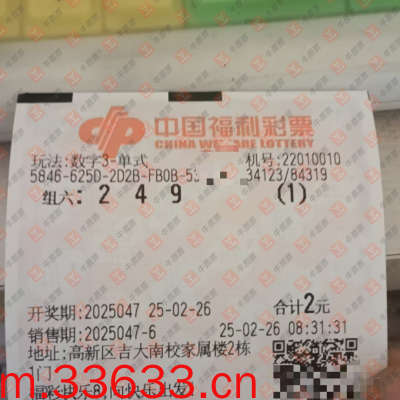 中国福利彩票
CHINA WELFARE LOTTERY
玩法:数字3-单式 机号:22010010
5846-625D-2D2B-FB0B-5 34123/84319
组六: 2 4 9 (1)
开奖期:2025047 25-02-26 合计2元
销售期:2025047-6 25-02-26 08:31:31
地址:高新区吉大南校家属楼2栋
1门
m33633.cn